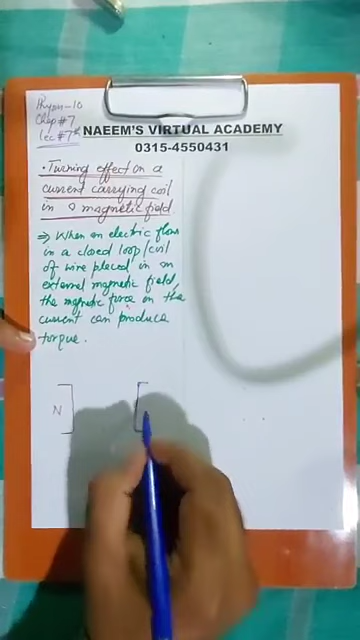 Physics-10
Chap#7
Lec#7
NAEEM'S VIRTUAL ACADEMY
0315-4550431
• Turning effect on a
current carrying coil
in a magnetic field.
⇒ When an electric flows
in a closed loop/coil
of wire placed in an
external magnetic field,
the magnetic force on the
current can produce
torque.
N